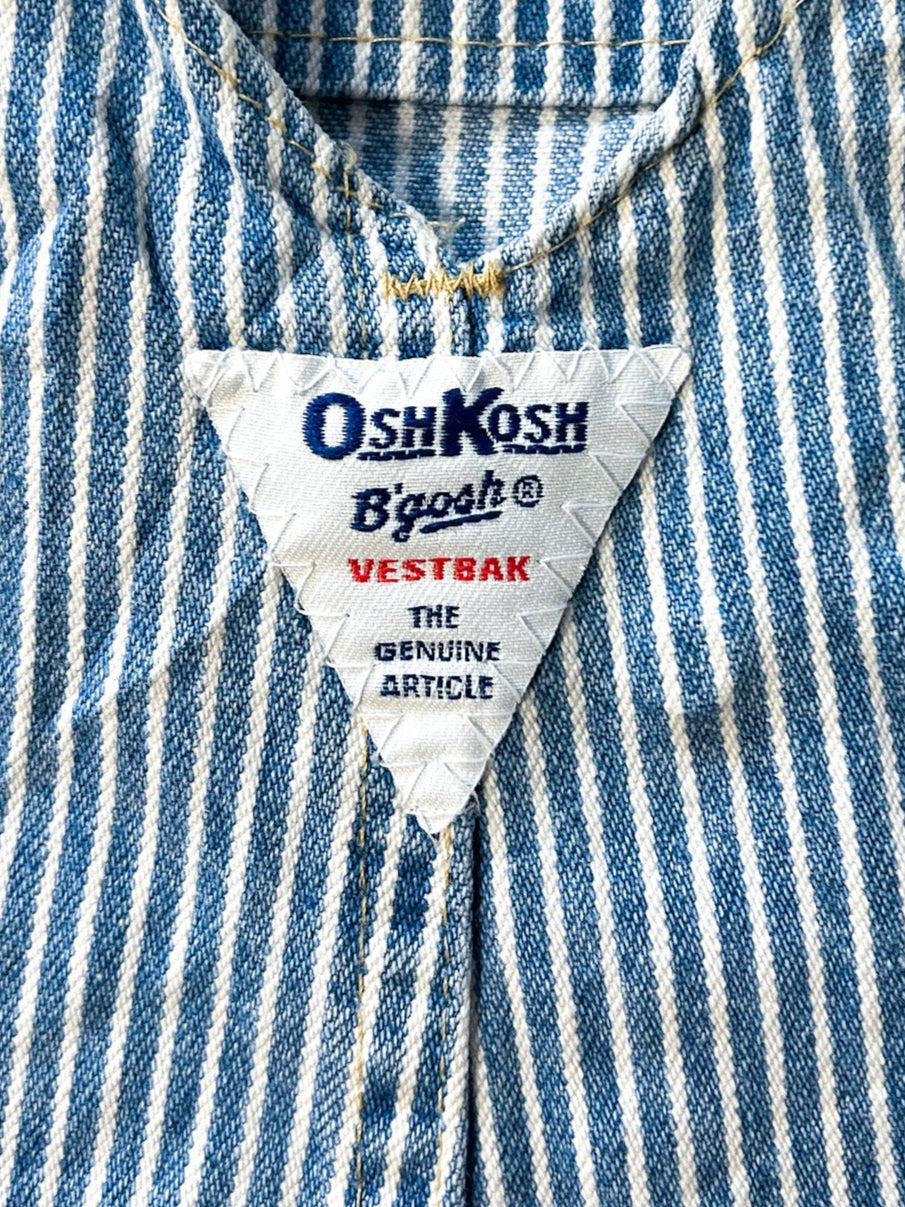 OSHKOSH
B'gosh®
VESTBAK
THE
GENUINE
ARTICLE